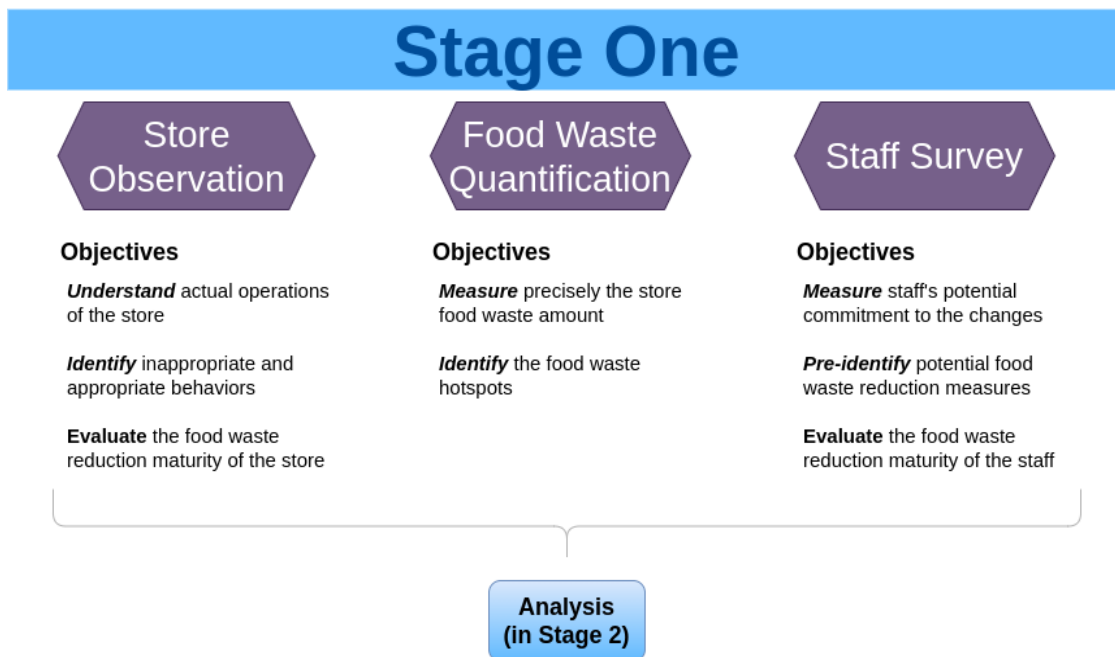 Stage One
Store
Observation
Food Waste
Quantification
Staff Survey
Objectives
Understand actual operations
of the store
Identify inappropriate and
appropriate behaviors
Evaluate the food waste
reduction maturity of the store
Objectives
Measure precisely the store
food waste amount
Identify the food waste
hotspots
Objectives
Measure staff's potential
commitment to the changes
Pre-identify potential food
waste reduction measures
Evaluate the food waste
reduction maturity of the staff
Analysis
(in Stage 2)